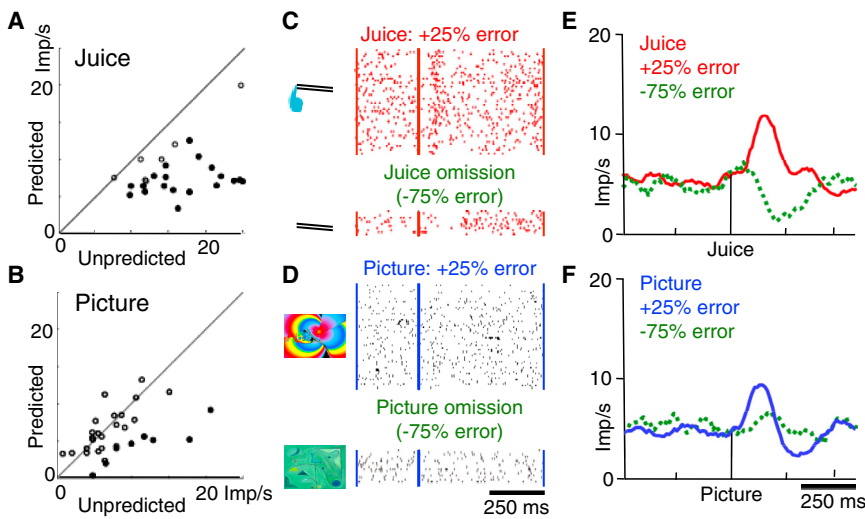 A
Imp/s
20
Predicted
0
Juice
0
Unpredicted
20
B
20
Predicted
0
Picture
0
Unpredicted
20 Imp/s
C
Juice: +25% error
Juice omission
(-75% error)
D
Picture: +25% error
Picture omission
(-75% error)
250 ms
E
20
10
Imp/s
0
Juice
+25% error
-75% error
Juice
F
20
10
Imp/s
0
Picture
+25% error
-75% error
Picture
250 ms